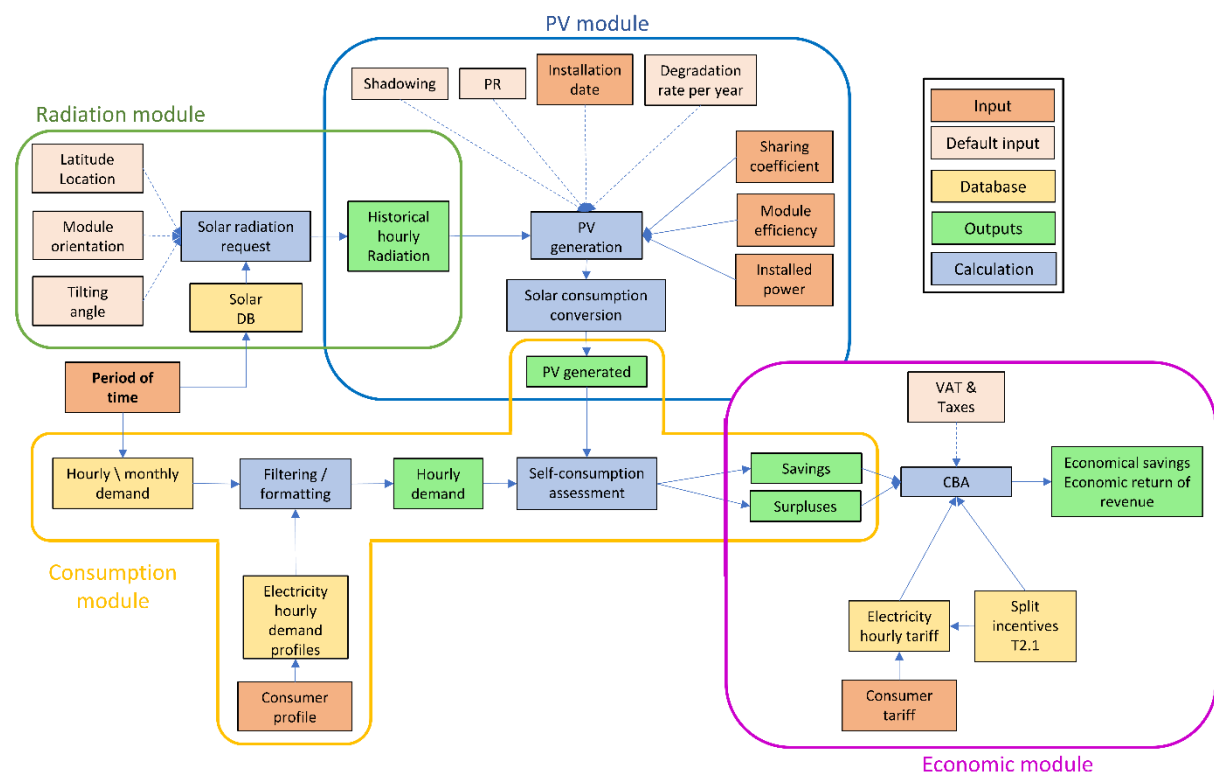 PV module
Shadowing
PR
Installation
date
Degradation
rate per year
Input
Default input
Database
Outputs
Calculation
Radiation module
Latitude
Location
Module
orientation
Tilting
angle
Solar radiation
request
Solar
DB
Historical
hourly
Radiation
PV
generation
Sharing
coefficient
Module
efficiency
Installed
power
Solar consumption
conversion
PV generated
Period of
time
Hourly \ monthly
demand
Filtering /
formatting
Hourly
demand
Self-consumption
assessment
Savings
Surpluses
VAT &
Taxes
CBA
Economical savings
Economic return of
revenue
Consumption
module
Electricity
hourly
demand
profiles
Consumer
profile
Electricity
hourly tariff
Split
incentives
T2.1
Consumer
tariff
Economic module